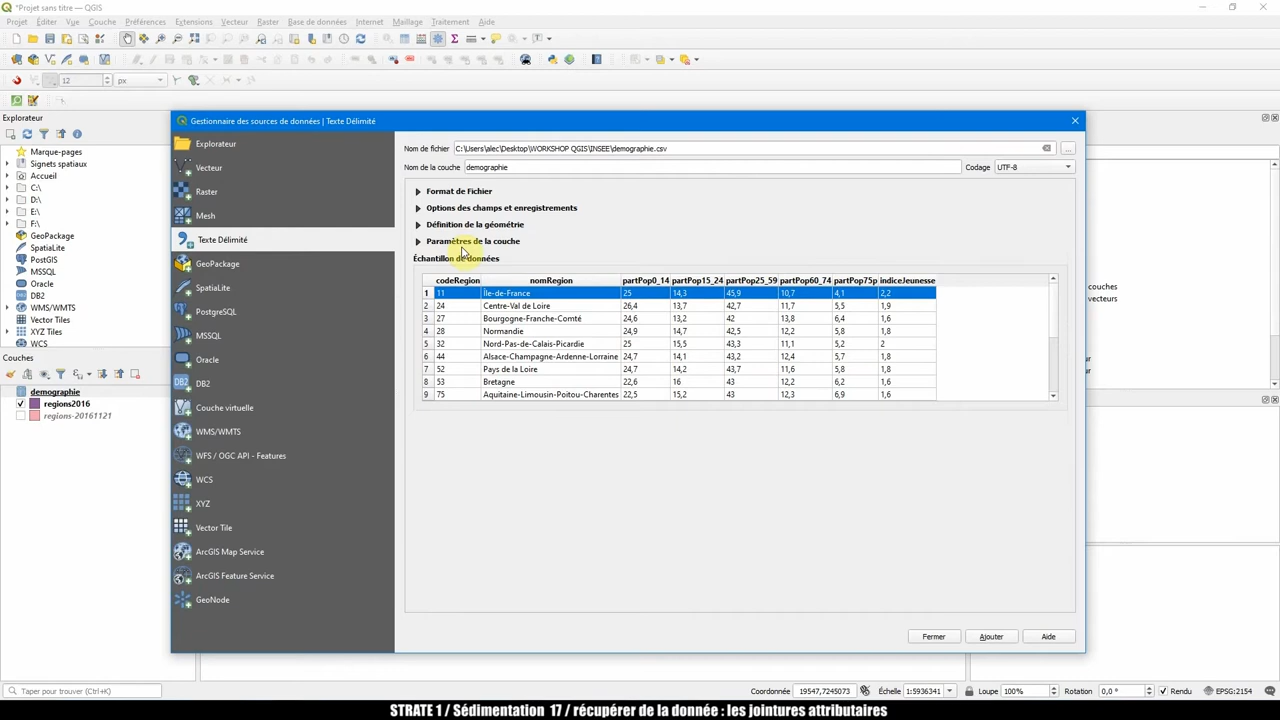 *Projet sans titre — QGIS
Projet Éditer Vue Couche Préférences Extensions Vecteur Raster Base de données Internet Maillage Traitement Aide
12 px
Explorateur
Marque-pages
Signets spatiaux
Accueil
C:\
D:\
E:\
F:\
GeoPackage
SpatiaLite
PostGIS
MSSQL
Oracle
DB2
WMS/WMTS
Vector Tiles
XYZ Tiles
WCS
Couches
demographie
regions2016
regions-20161121
Gestionnaire des sources de données | Texte Délimité
Explorateur
Vecteur
Raster
Mesh
Texte Délimité
GeoPackage
SpatiaLite
PostgreSQL
MSSQL
Oracle
DB2
Couche virtuelle
WMS/WMTS
WFS / OGC API - Features
WCS
XYZ
Vector Tile
ArcGIS Map Service
ArcGIS Feature Service
GeoNode
Nom de fichier C:\Users\alec\Desktop\WORKSHOP QGIS\INSEE\demographie.csv ...
Nom de la couche demographie Codage UTF-8
Format de Fichier
Options des champs et enregistrements
Définition de la géométrie
Paramètres de la couche
Échantillon de données
codeRegion nomRegion partPop0_14 partPop15_24 partPop25_59 partPop60_74 partPop75p indiceJeunesse
1 11 Île-de-France 25 14,3 45,9 10,7 4,1 2,2
2 24 Centre-Val de Loire 26,4 13,7 42,7 11,7 5,5 1,9
3 27 Bourgogne-Franche-Comté 24,6 13,2 42 13,8 6,4 1,6
4 28 Normandie 24,9 14,7 42,5 12,2 5,8 1,8
5 32 Nord-Pas-de-Calais-Picardie 25 15,5 43,3 11,1 5,2 2
6 44 Alsace-Champagne-Ardenne-Lorraine 24,7 14,1 43,2 12,4 5,7 1,8
7 52 Pays de la Loire 24,7 14,2 43,7 11,6 5,8 1,8
8 53 Bretagne 22,6 16 43 12,2 6,2 1,6
9 75 Aquitaine-Limousin-Poitou-Charentes 22,5 15,2 43 12,3 6,9 1,6
Fermer Ajouter Aide
couches
vecteurs
ur
ur
Taper pour trouver (Ctrl+K) Coordonnée 19547,7245073 Échelle 1:5936341 Loupe 100% Rotation 0,0 ° Rendu EPSG:2154
STRATE 1 / Sédimentation 17 / récupérer de la donnée : les jointures attributaires